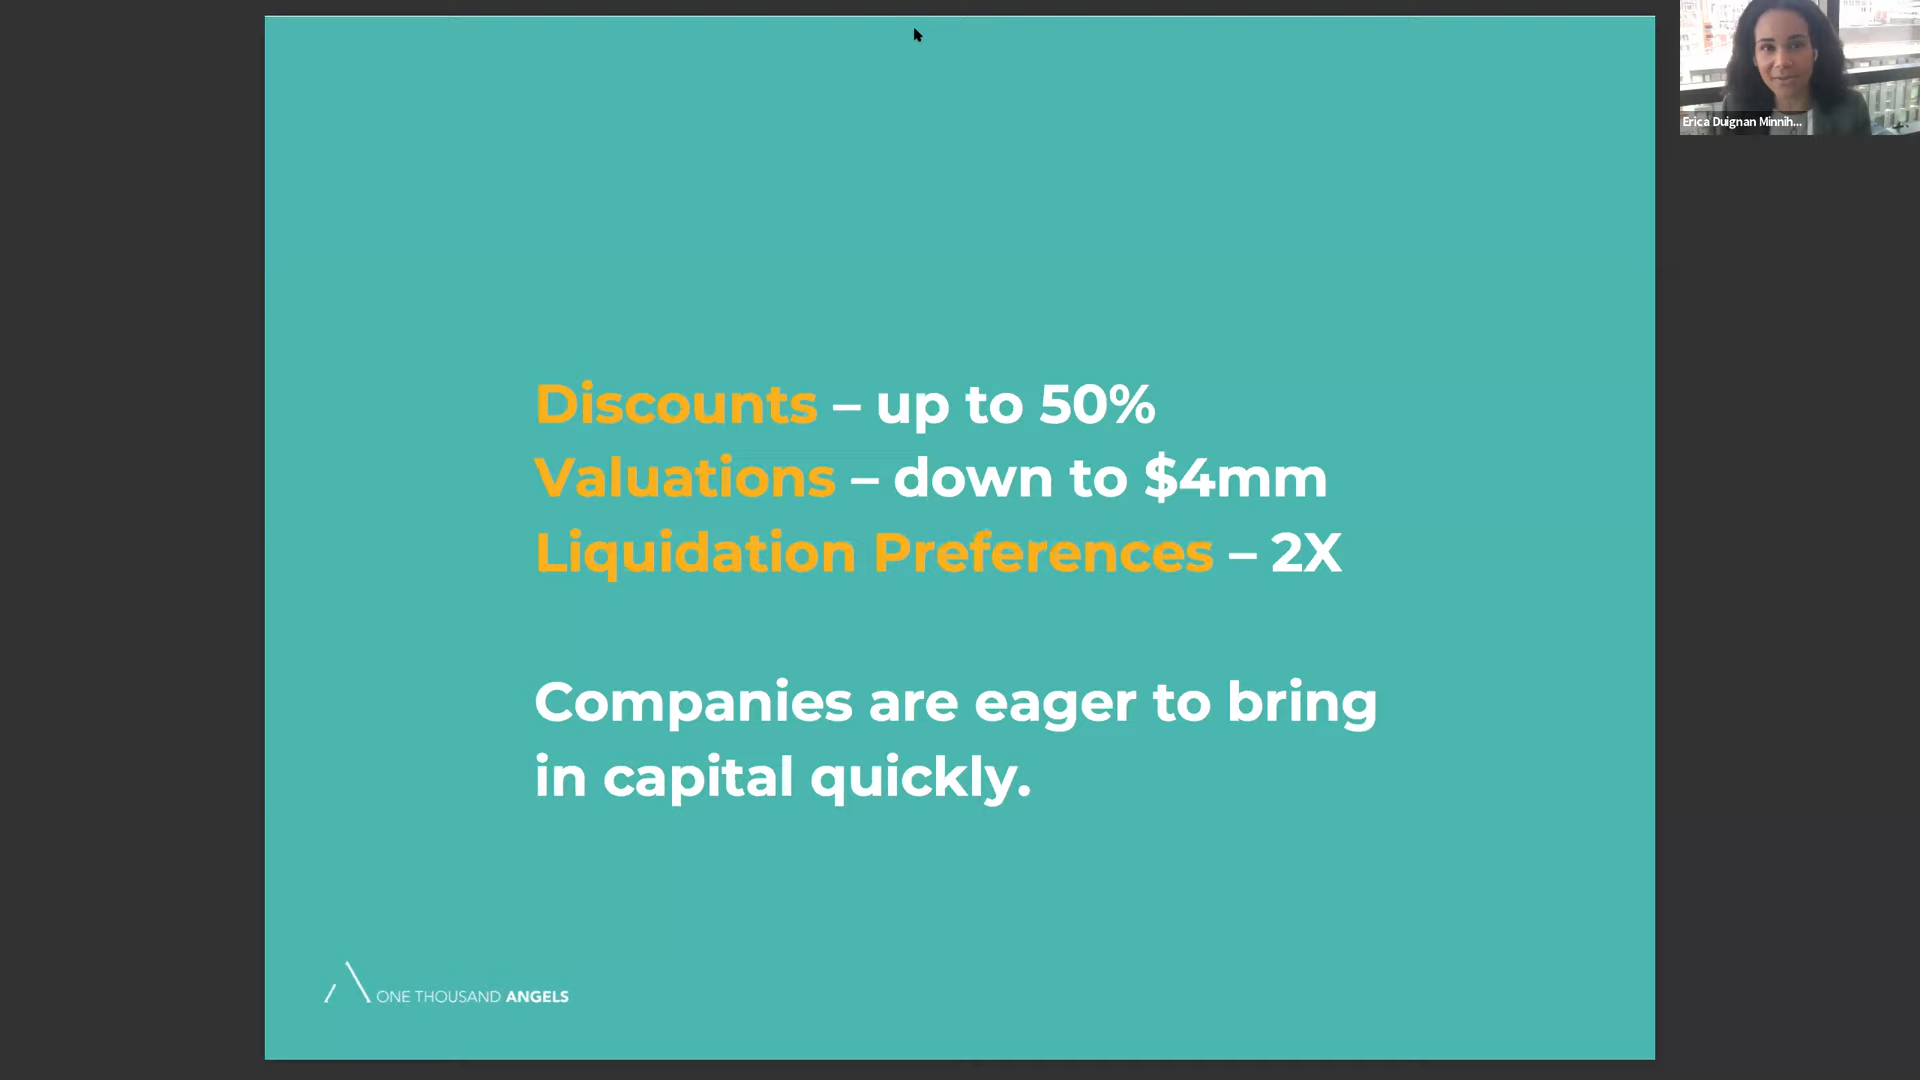 Erica Duignan Minnih...
Discounts – up to 50%
Valuations – down to $4mm
Liquidation Preferences – 2X
Companies are eager to bring
in capital quickly.
ONE THOUSAND ANGELS